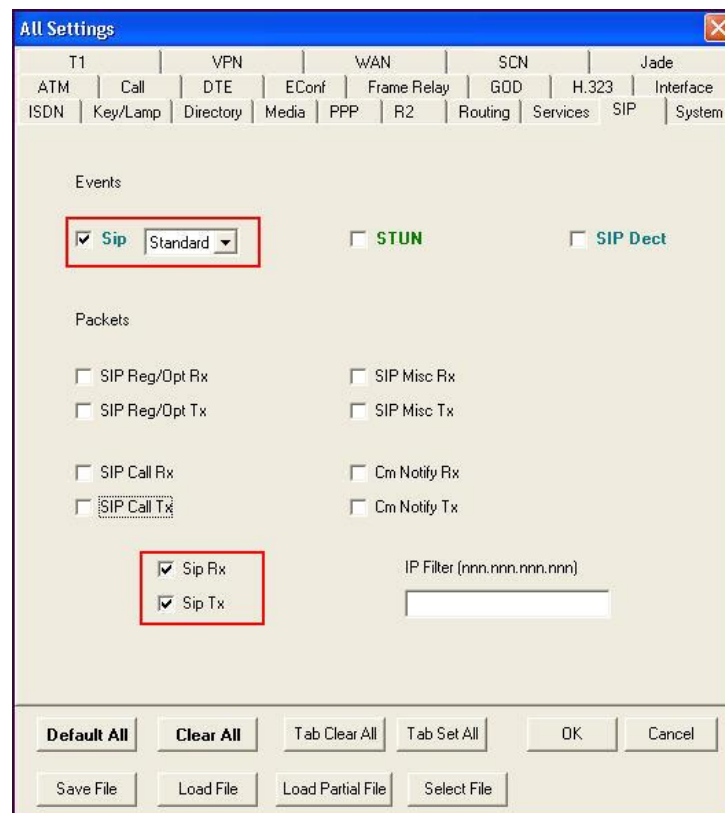 All Settings
T1 VPN WAN SCN Jade
ATM Call DTE EConf Frame Relay GOD H.323 Interface
ISDN Key/Lamp Directory Media PPP R2 Routing Services SIP System
Events
Sip Standard STUN SIP Dect
Packets
SIP Reg/Opt Rx SIP Misc Rx
SIP Reg/Opt Tx SIP Misc Tx
SIP Call Rx Cm Notify Rx
SIP Call Tx Cm Notify Tx
Sip Rx IP Filter (nnn.nnn.nnn.nnn)
Sip Tx
Default All Clear All Tab Clear All Tab Set All OK Cancel
Save File Load File Load Partial File Select File